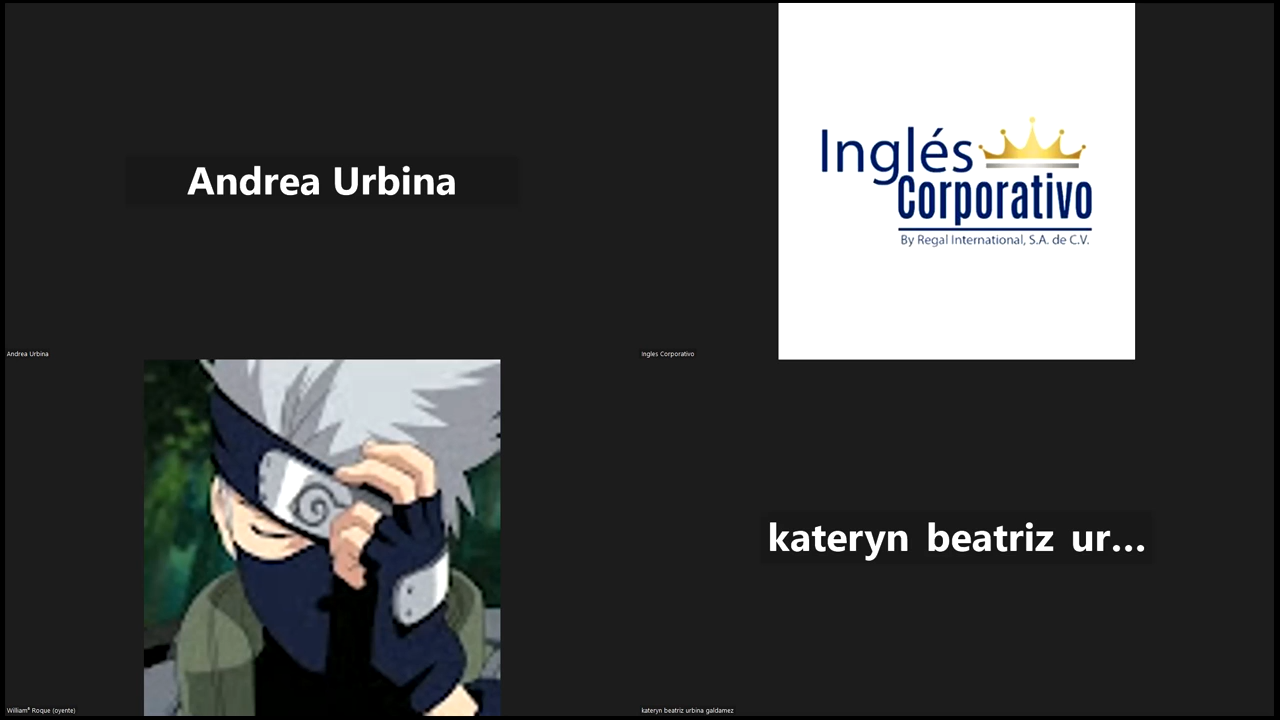 Andrea Urbina
Andrea Urbina
Inglés
Corporativo
By Regal International, S.A. de C.V.
Ingles Corporativo
William° Roque (oyente)
kateryn beatriz ur...
kateryn beatriz urbina galdamez